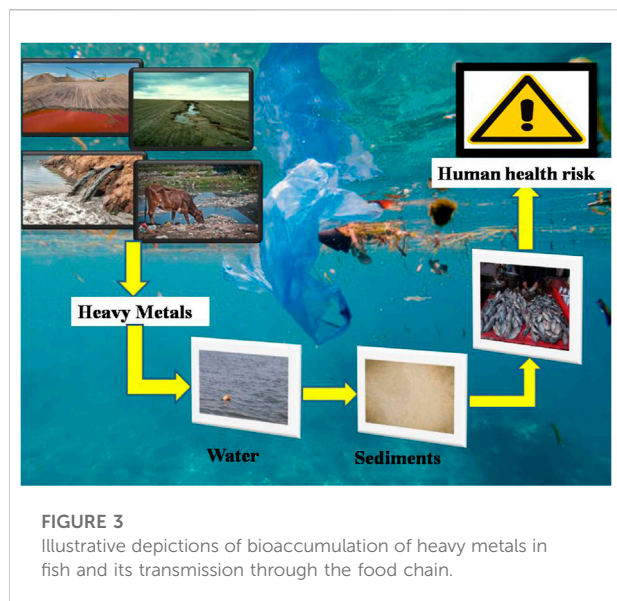 Human health risk
Heavy Metals
Water
Sediments
FIGURE 3
Illustrative depictions of bioaccumulation of heavy metals in
fish and its transmission through the food chain.